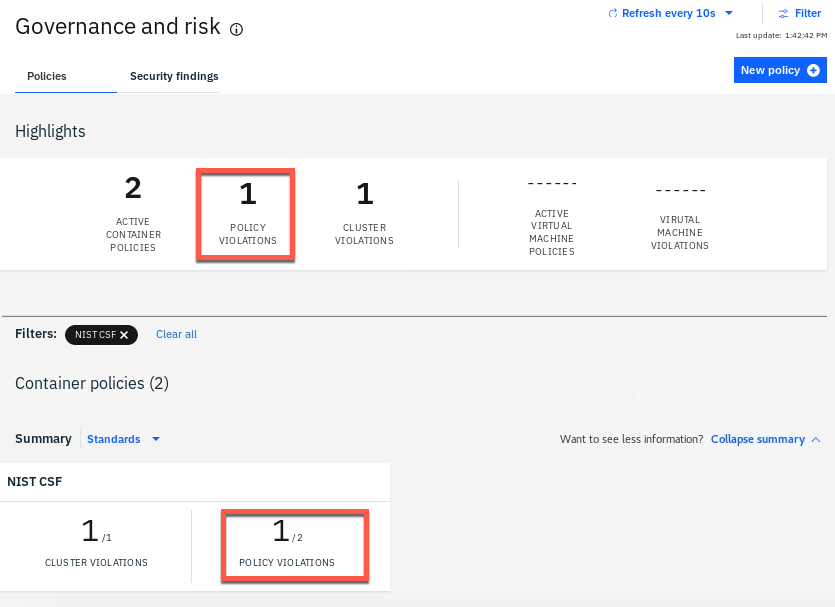 Governance and risk
Refresh every 10s
Filter
Last update: 1:42:42 PM
Policies
Security findings
New policy
Highlights
2
ACTIVE
CONTAINER
POLICIES
1
POLICY
VIOLATIONS
1
CLUSTER
VIOLATIONS
------
ACTIVE
VIRTUAL
MACHINE
POLICIES
------
VIRUTAL
MACHINE
VIOLATIONS
Filters: NIST CSF Clear all
Container policies (2)
Summary Standards
Want to see less information? Collapse summary
NIST CSF
1 /1
CLUSTER VIOLATIONS
1 /2
POLICY VIOLATIONS